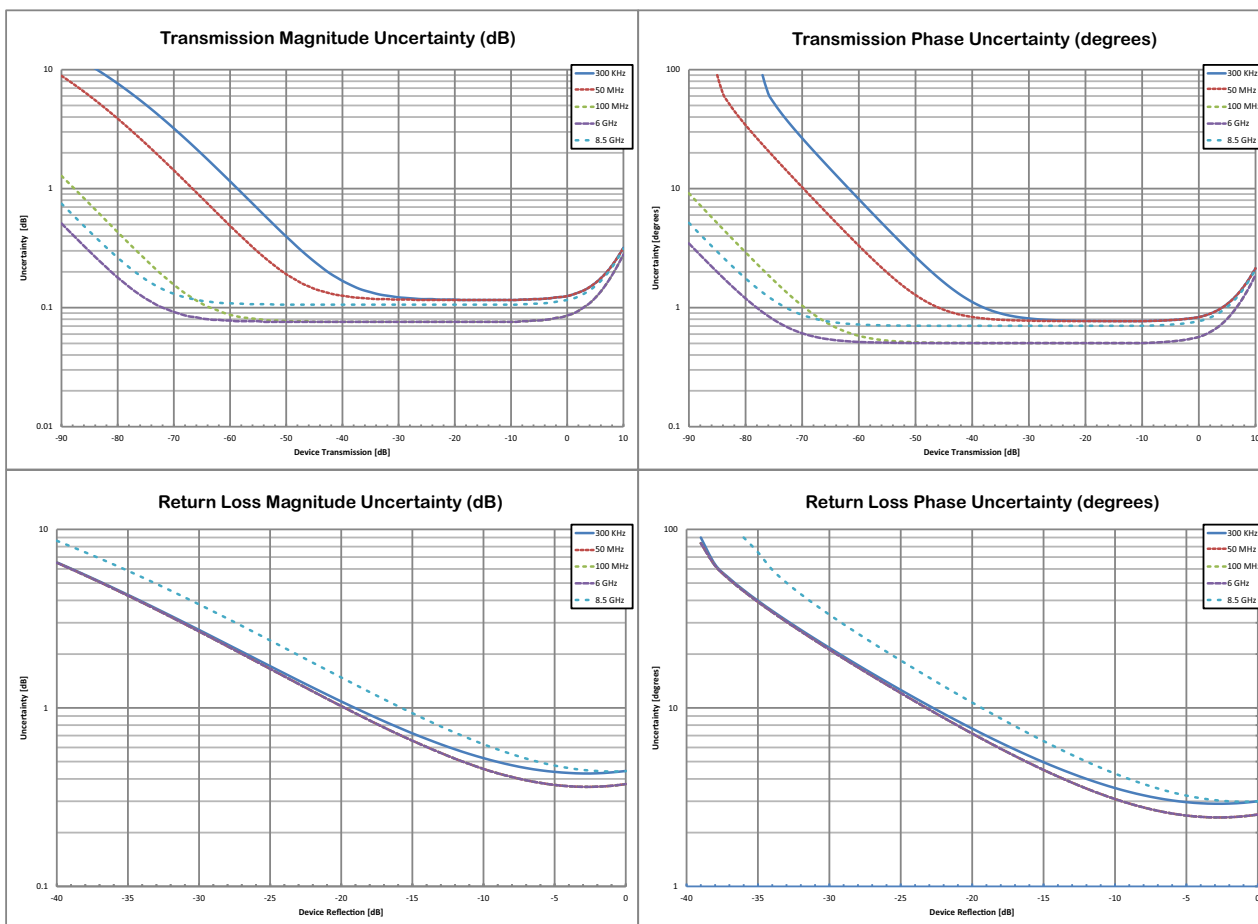 Transmission Magnitude Uncertainty (dB)
10
1
0.1
0.01
Uncertainty [dB]
-90 -80 -70 -60 -50 -40 -30 -20 -10 0 10
Device Transmission [dB]
300 KHz
50 MHz
100 MHz
6 GHz
8.5 GHz
Transmission Phase Uncertainty (degrees)
100
10
1
0.1
Uncertainty [degrees]
-90 -80 -70 -60 -50 -40 -30 -20 -10 0 10
Device Transmission [dB]
300 KHz
50 MHz
100 MHz
6 GHz
8.5 GHz
Return Loss Magnitude Uncertainty (dB)
10
1
0.1
Uncertainty [dB]
-40 -35 -30 -25 -20 -15 -10 -5 0
Device Reflection [dB]
300 KHz
50 MHz
100 MHz
6 GHz
8.5 GHz
Return Loss Phase Uncertainty (degrees)
100
10
1
Uncertainty [degrees]
-40 -35 -30 -25 -20 -15 -10 -5 0
Device Reflection [dB]
300 KHz
50 MHz
100 MHz
6 GHz
8.5 GHz